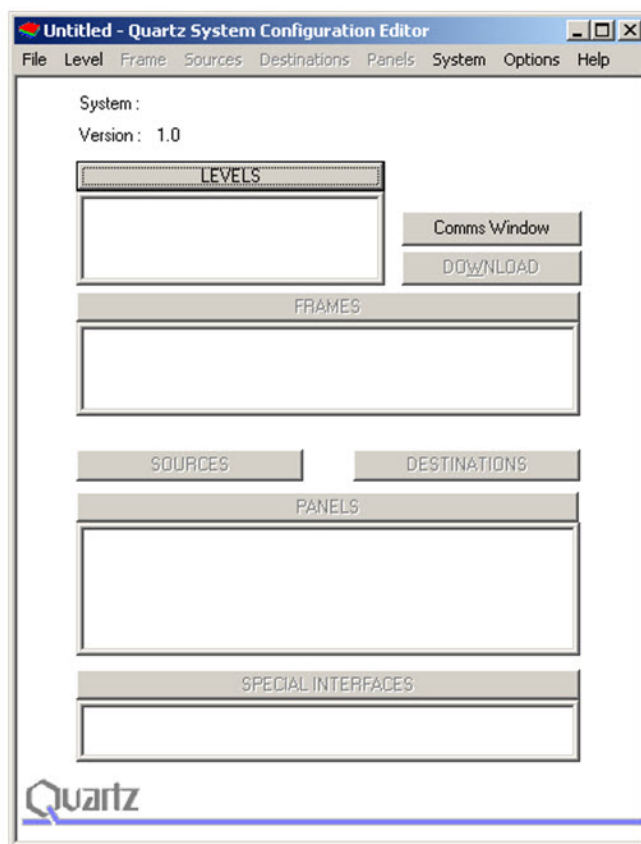 Untitled - Quartz System Configuration Editor
File Level Frame Sources Destinations Panels System Options Help
System :
Version : 1.0
LEVELS
Comms Window
DOWNLOAD
FRAMES
SOURCES DESTINATIONS
PANELS
SPECIAL INTERFACES
Quartz